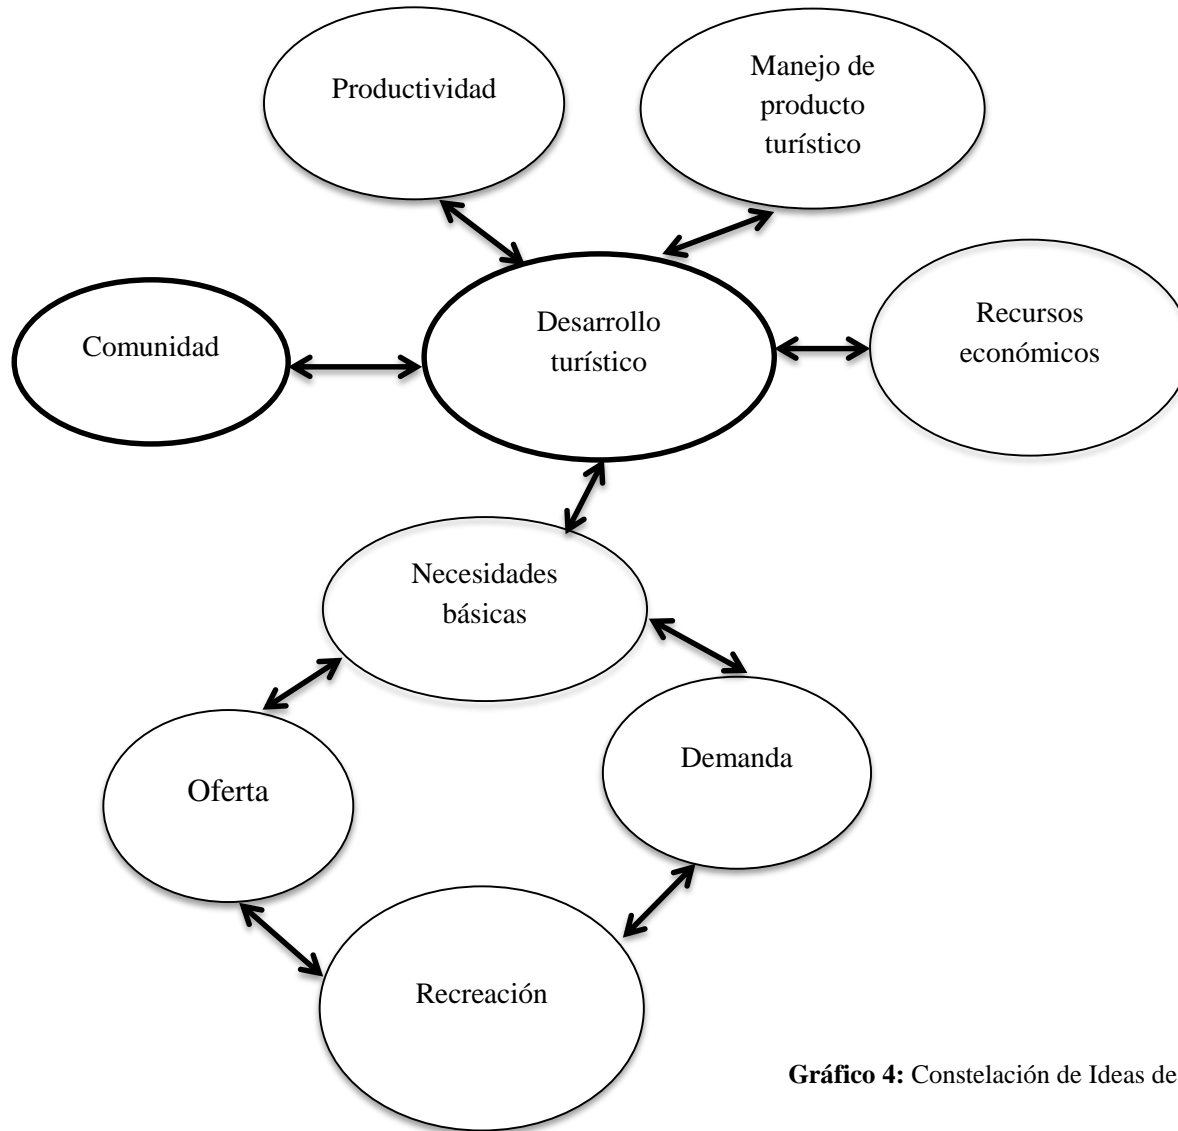 Productividad
Manejo de
producto
turístico
Comunidad
Desarrollo
turístico
Recursos
económicos
Necesidades
básicas
Oferta
Demanda
Recreación
Gráfico 4: Constelación de Ideas de